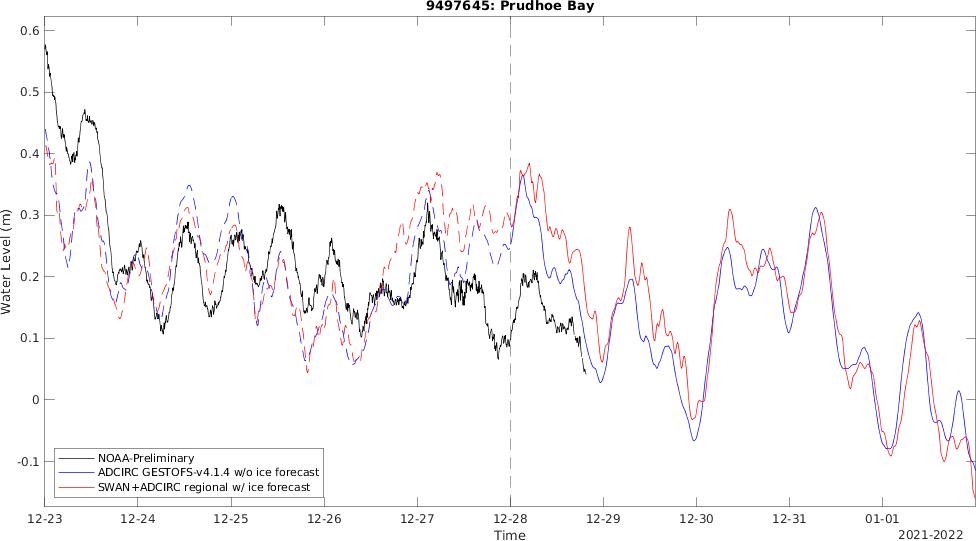 9497645: Prudhoe Bay
0.6
0.5
0.4
0.3
0.2
0.1
0
-0.1
Water Level (m)
NOAA-Preliminary
ADCIRC GESTOFS-v4.1.4 w/o ice forecast
SWAN+ADCIRC regional w/ ice forecast
12-23 12-24 12-25 12-26 12-27 12-28 12-29 12-30 12-31 01-01
Time
2021-2022